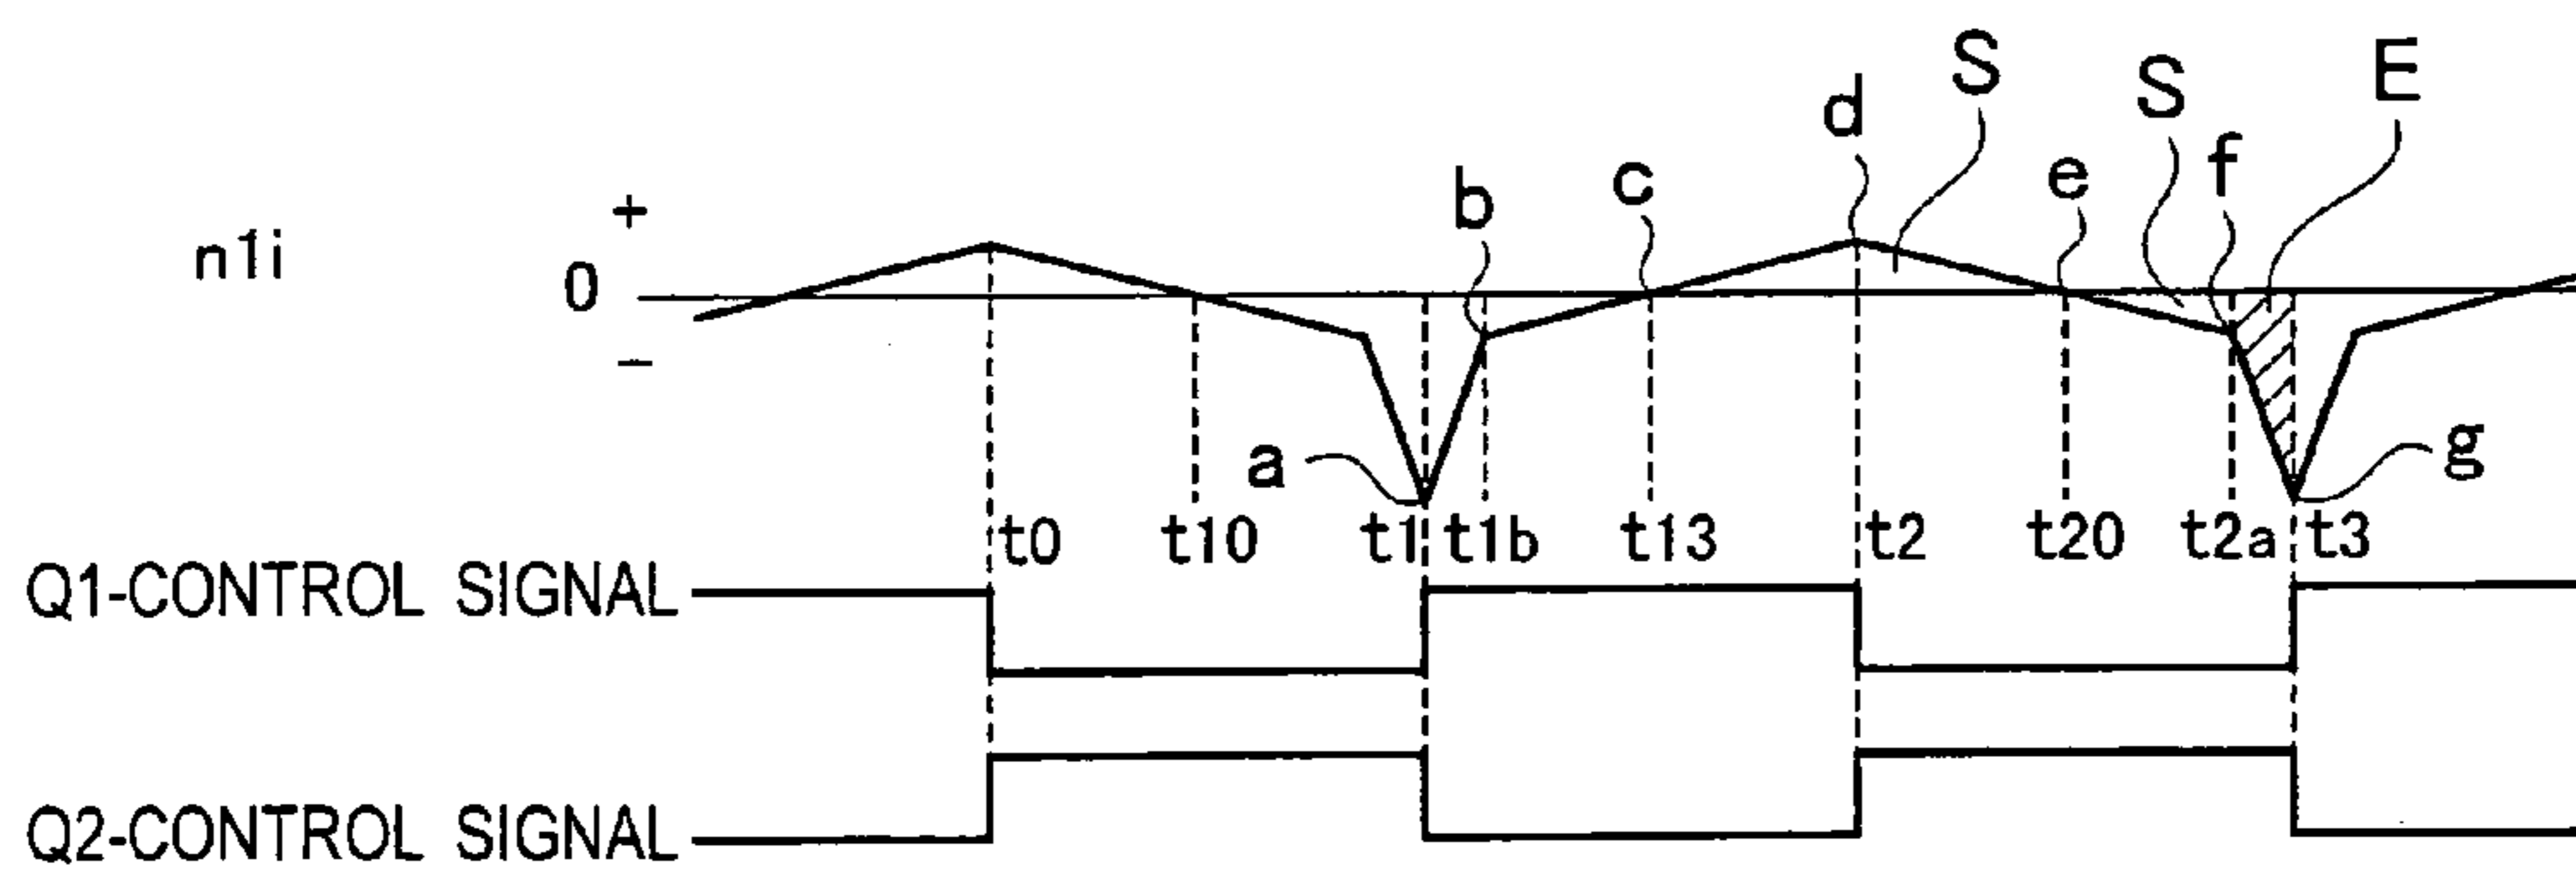 S
S
E
d
f
e
c
b
+
n1i
0
−
a
g
t0 t10 t1 t1b t13 t2 t20 t2a t3
Q1-CONTROL SIGNAL
Q2-CONTROL SIGNAL